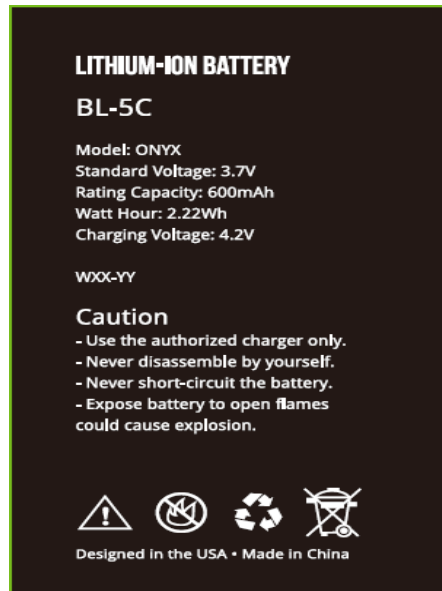 LITHIUM-ION BATTERY
BL-5C
Model: ONYX
Standard Voltage: 3.7V
Rating Capacity: 600mAh
Watt Hour: 2.22Wh
Charging Voltage: 4.2V
WXX-YY
Caution
- Use the authorized charger only.
- Never disassemble by yourself.
- Never short-circuit the battery.
- Expose battery to open flames
could cause explosion.
Designed in the USA • Made in China